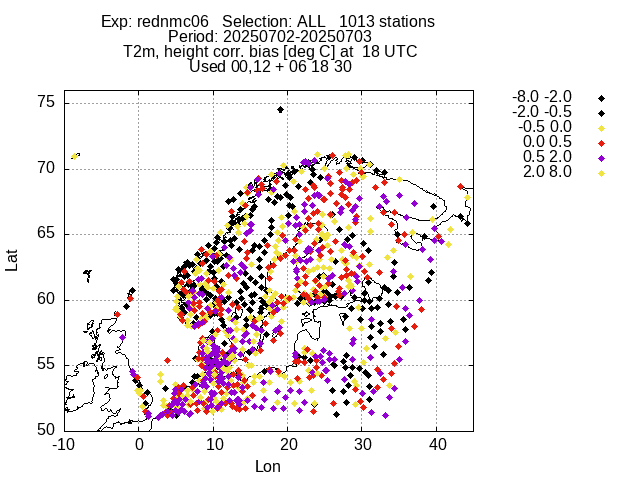 Exp: rednmc06   Selection: ALL   1013 stations
Period: 20250702-20250703
T2m, height corr. bias [deg C] at  18 UTC
Used 00,12 + 06 18 30
-8.0 -2.0
-2.0 -0.5
-0.5 0.0
0.0 0.5
0.5 2.0
2.0 8.0
75
70
65
60
55
50
Lat
-10 0 10 20 30 40
Lon